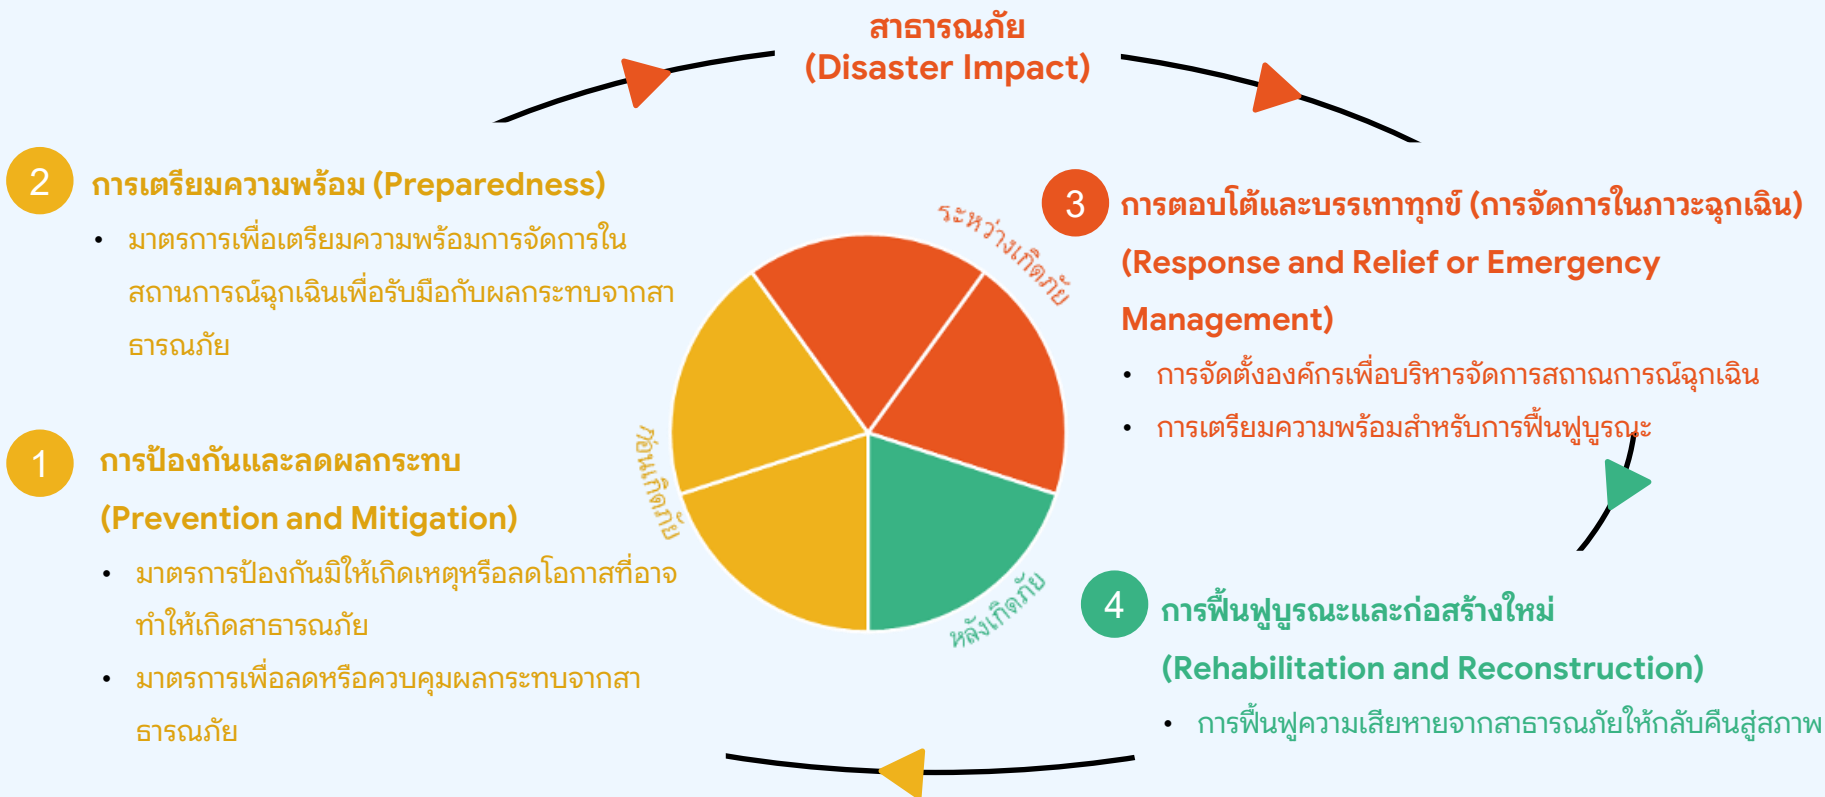 สาธารณภัย
(Disaster Impact)
2
การเตรียมความพร้อม (Preparedness)
• มาตรการเพื่อเตรียมความพร้อมการจัดการใน
สถานการณ์ฉุกเฉินเพื่อรับมือกับผลกระทบจากสา
ธารณภัย
1
การป้องกันและลดผลกระทบ
(Prevention and Mitigation)
• มาตรการป้องกันมิให้เกิดเหตุหรือลดโอกาสที่อาจ
ทำให้เกิดสาธารณภัย
• มาตรการเพื่อลดหรือควบคุมผลกระทบจากสา
ธารณภัย
ก่อนเกิดภัย
ระหว่างเกิดภัย
หลังเกิดภัย
3
การตอบโต้และบรรเทาทุกข์ (การจัดการในภาวะฉุกเฉิน)
(Response and Relief or Emergency
Management)
• การจัดตั้งองค์กรเพื่อบริหารจัดการสถาณการณ์ฉุกเฉิน
• การเตรียมความพร้อมสำหรับการฟื้นฟูบูรณะ
4
การฟื้นฟูบูรณะและก่อสร้างใหม่
(Rehabilitation and Reconstruction)
• การฟื้นฟูความเสียหายจากสาธารณภัยให้กลับคืนสู่สภาพ